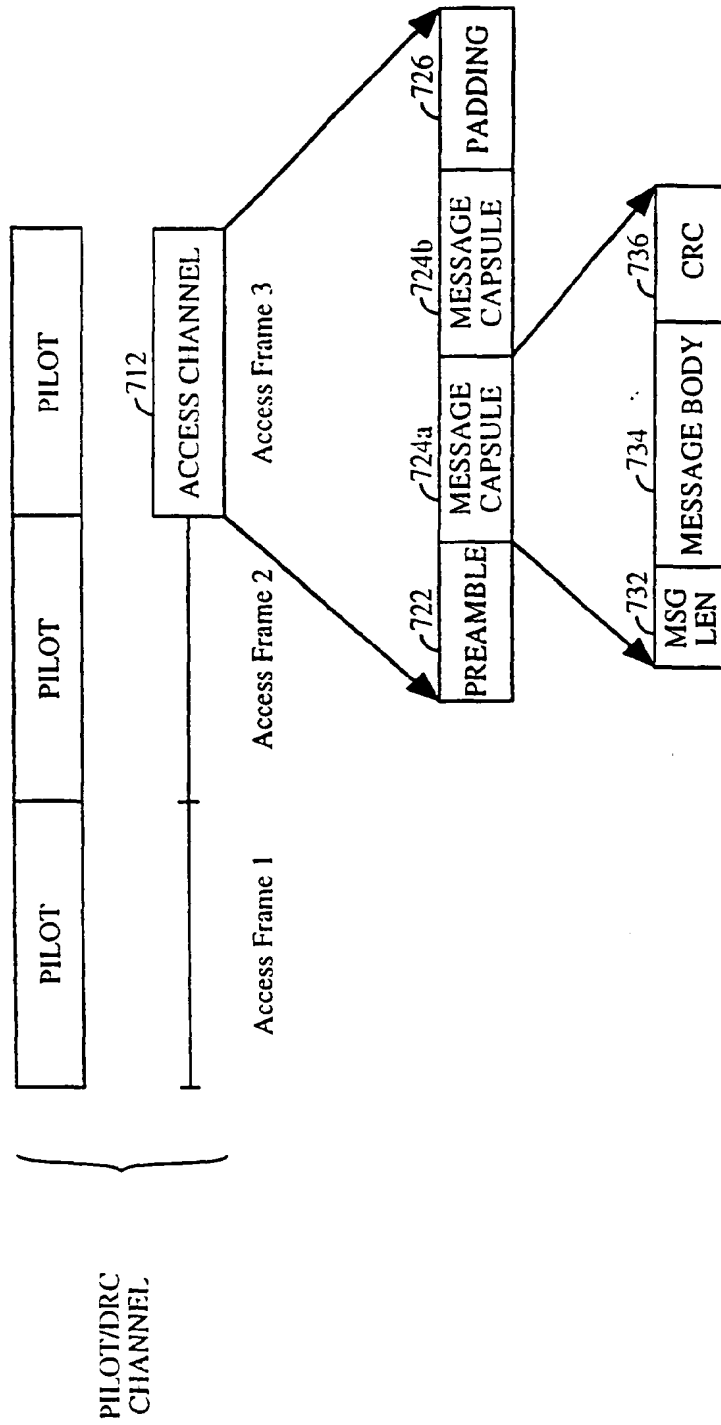 PILOT/DRC
CHANNEL
PILOT
PILOT
PILOT
712
ACCESS CHANNEL
Access Frame 1
Access Frame 2
Access Frame 3
722
724a
724b
726
PREAMBLE
MESSAGE
CAPSULE
MESSAGE
CAPSULE
PADDING
732
734
736
MSG
LEN
MESSAGE BODY
CRC